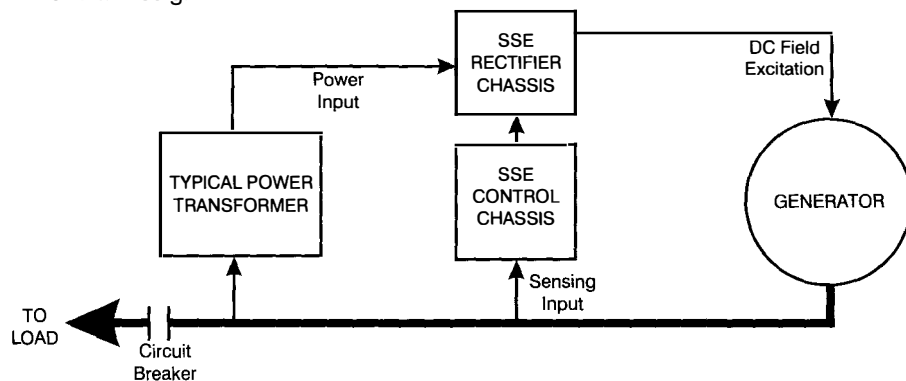 SSE
RECTIFIER
CHASSIS
DC Field
Excitation
Power
Input
TYPICAL POWER
TRANSFORMER
SSE
CONTROL
CHASSIS
GENERATOR
Sensing
Input
TO
LOAD
Circuit
Breaker